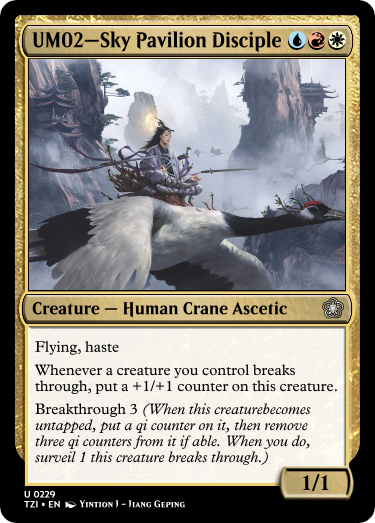 UM02—Sky Pavilion Disciple
Creature — Human Crane Ascetic
Flying, haste
Whenever a creature you control breaks
through, put a +1/+1 counter on this creature.
Breakthrough 3 (When this creaturebecomes
untapped, put a qi counter on it, then remove
three qi counters from it if able. When you do,
surveil 1 this creature breaks through.)
1/1
U 0229
TZI • EN Yintion J – Jiang Geping